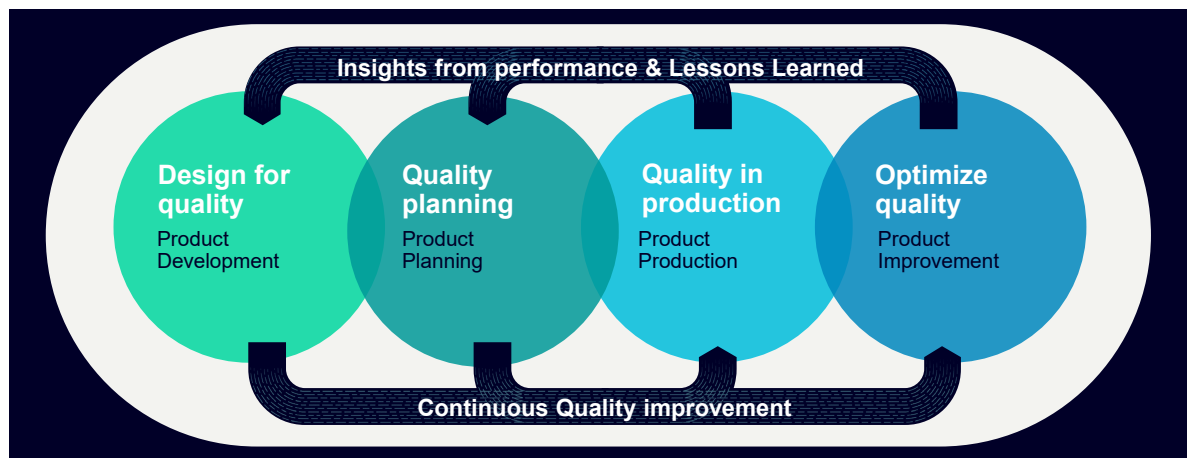 Insights from performance & Lessons Learned
Design for
quality
Product
Development
Quality
planning
Product
Planning
Quality in
production
Product
Production
Optimize
quality
Product
Improvement
Continuous Quality improvement